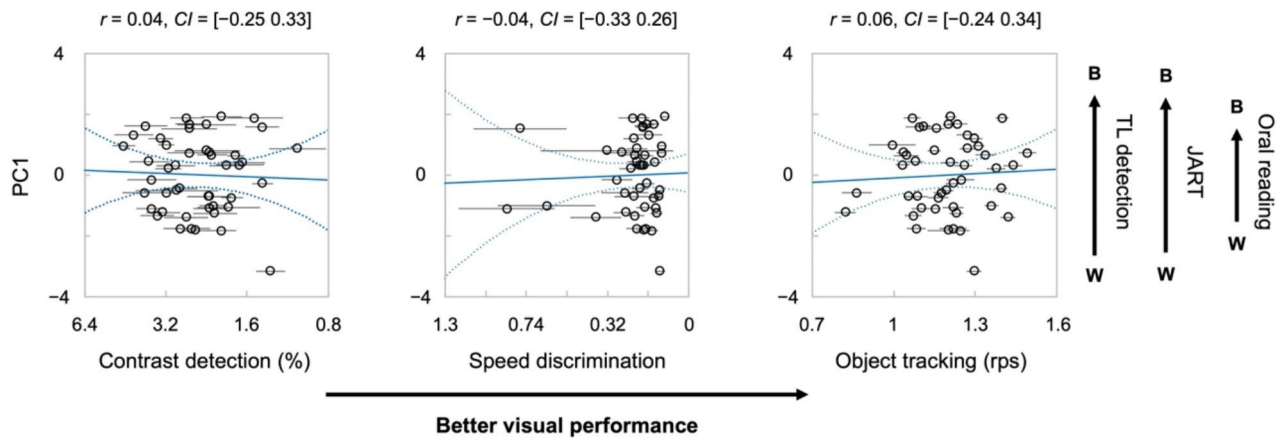 r = 0.04, CI = [−0.25 0.33]
r = −0.04, CI = [−0.33 0.26]
r = 0.06, CI = [−0.24 0.34]
PC1
4
0
−4
6.4 3.2 1.6 0.8
Contrast detection (%)
4
0
−4
1.3 0.74 0.32 0
Speed discrimination
4
0
−4
0.7 1 1.3 1.6
Object tracking (rps)
B
TL detection
W
B
JART
W
B
Oral reading
W
Better visual performance